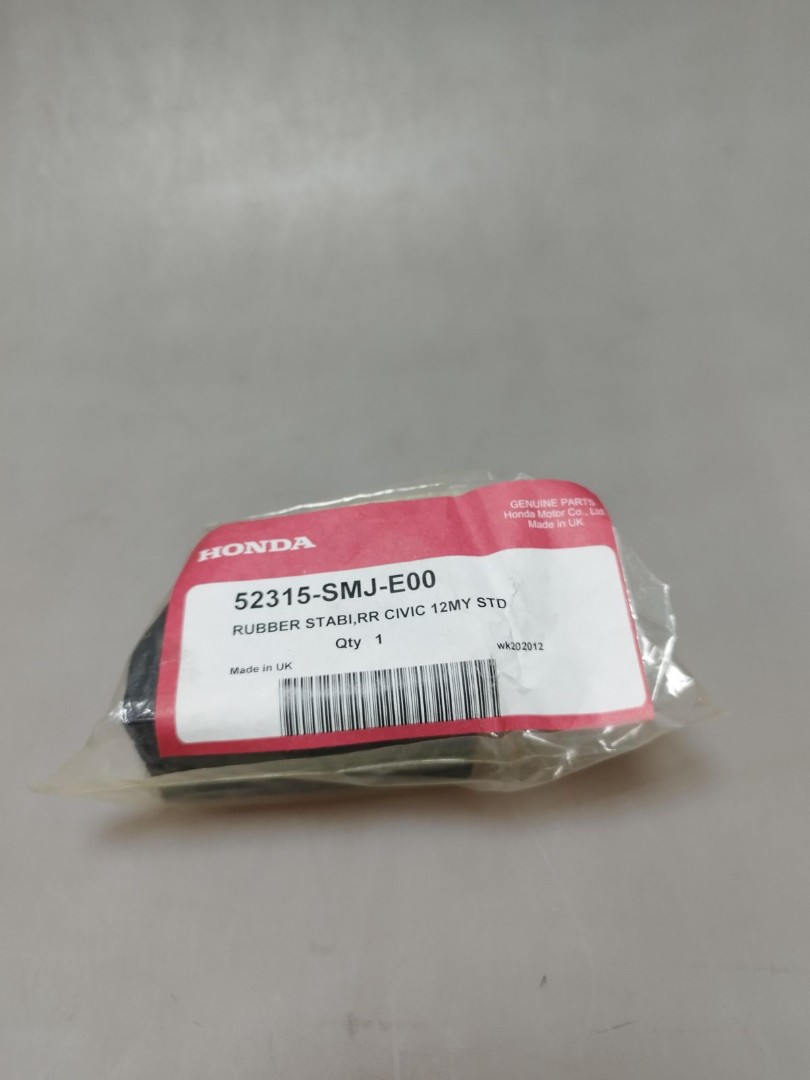 HONDA
GENUINE PARTS
Honda Motor Co., Ltd
Made in UK
52315-SMJ-E00
RUBBER STABI,RR CIVIC 12MY STD
Qty 1
wk202012
Made in UK